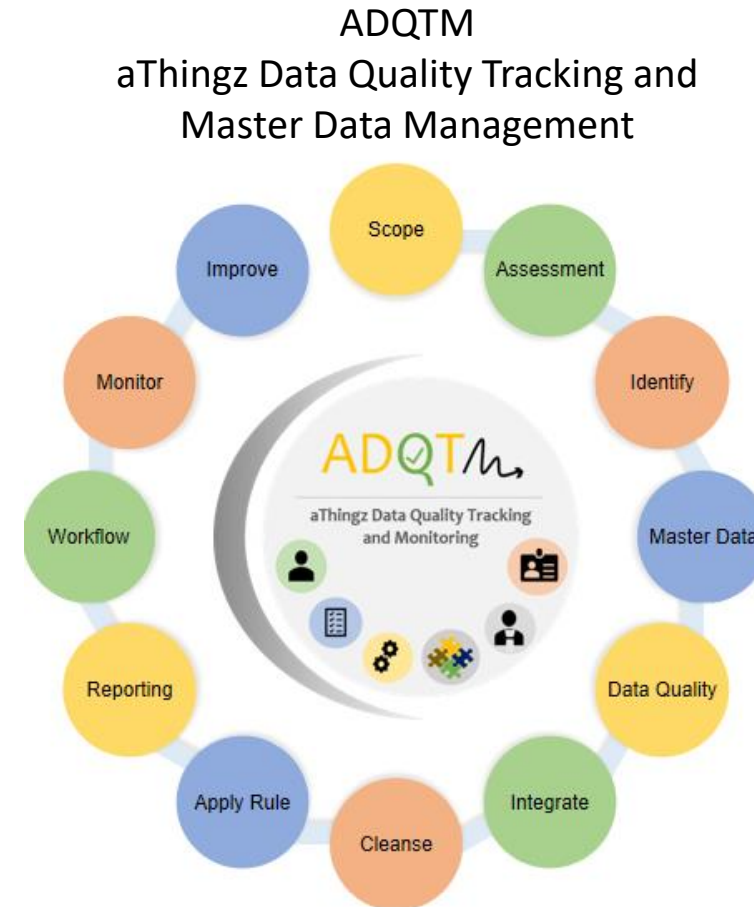 ADQTM
aThingz Data Quality Tracking and
Master Data Management
Scope
Assessment
Identify
Master Data
Data Quality
Integrate
Cleanse
Apply Rule
Reporting
Workflow
Monitor
Improve
ADQTM
aThingz Data Quality Tracking
and Monitoring